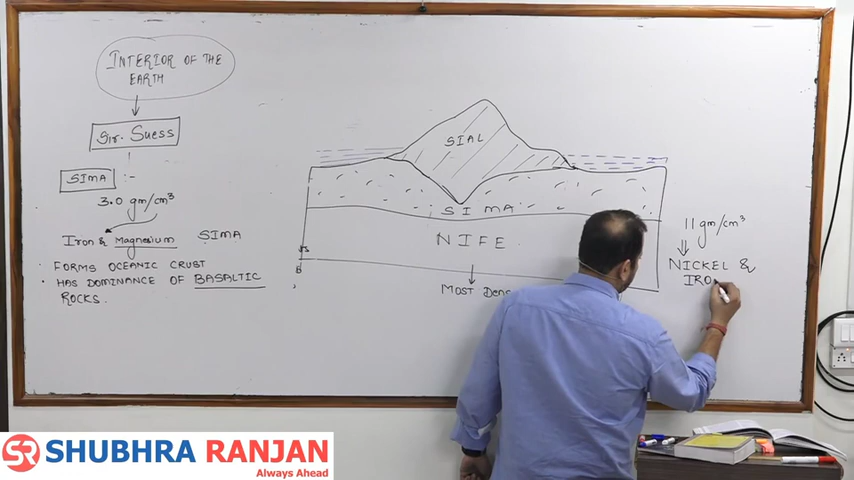 INTERIOR OF THE
EARTH
Sir. Suess
SIMA :-
3.0 gm/cm³
Iron & Magnesium SIMA
FORMS OCEANIC CRUST
• HAS DOMINANCE OF BASALTIC
ROCKS.
SIAL
SIMA
NIFE
MOST DENS
11 gm/cm³
NICKEL &
IRO
SR SHUBHRA RANJAN
Always Ahead